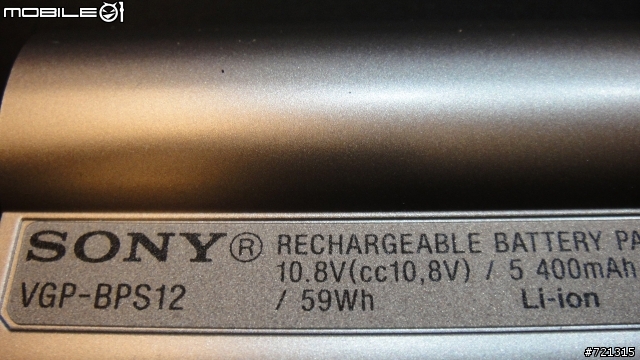 MOBILE01
SONY® RECHARGEABLE BATTERY PA
10.8V(cc10,8V) / 5 400mAh
VGP-BPS12 / 59Wh Li-ion
#721315